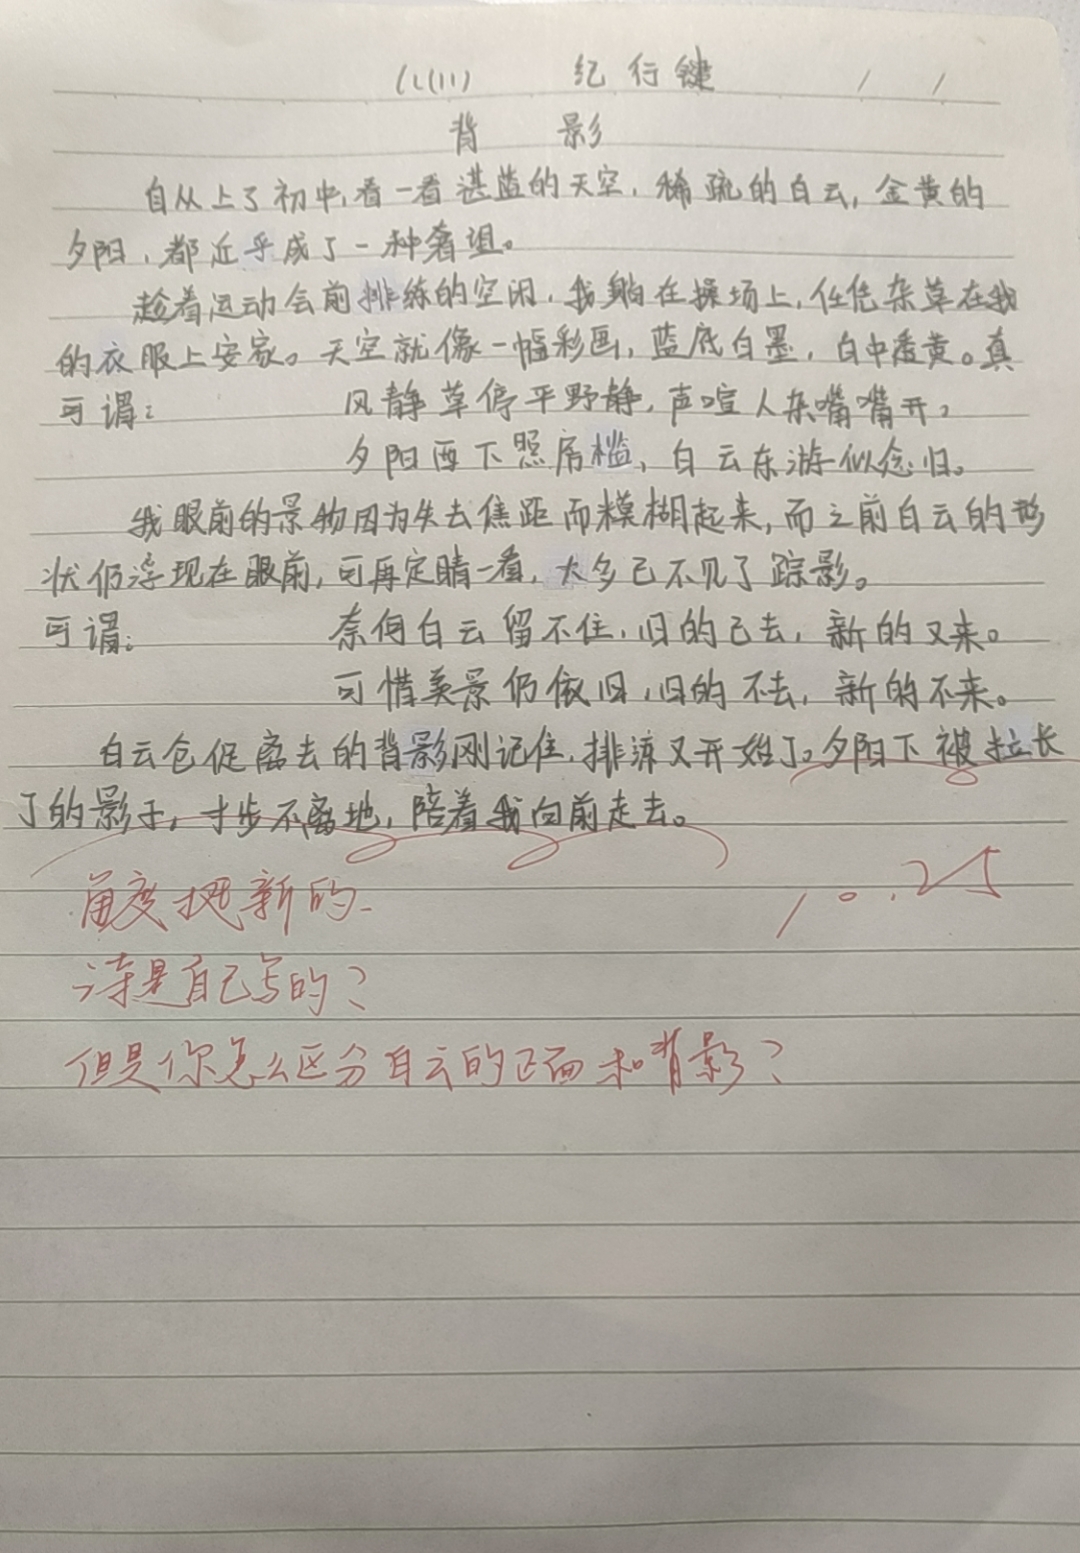 纪行键 / /
背 影
自从上了初中,看一看湛蓝的天空,稀疏的白云,金黄的
夕阳,都近乎成了一种奢诅。
趁着运动会前排练的空闲,我躺在操场上,任凭杂草在我
的衣服上安家。天空就像一幅彩画,蓝底白墨,白中透黄。真
可谓: 风静草停平野静,声喧人杂嘴嘴开,
夕阳西下照房槛,白云东游似念归。
我眼前的景物因为失去焦距而模糊起来,而之前白云的形
状仍浮现在眼前,可再定睛一看,大多已不见了踪影。
可谓: 奈何白云留不住,旧的已去,新的又来。
可惜美景仍依旧,旧的不去,新的不来。
白云仓促离去的背影刚记住,排演又开始了。夕阳下被拉长
了的影子,寸步不离地,陪着我向前走去。
角度挺新的.
10.25
诗是自己写的?
但是你怎么区分白云的正面和背影?